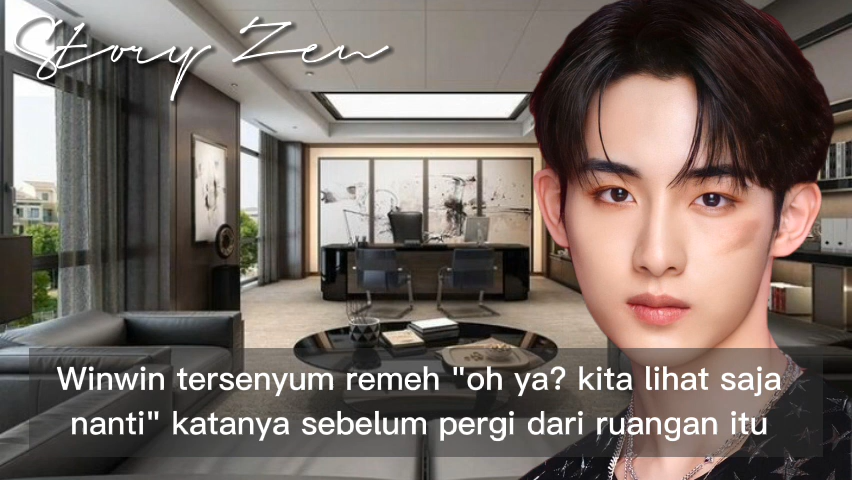 Story Zen
Winwin tersenyum remeh "oh ya? kita lihat saja
nanti" katanya sebelum pergi dari ruangan itu